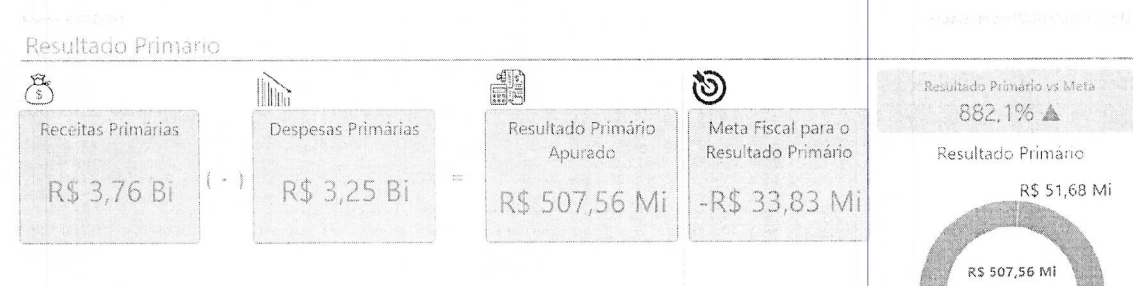 Resultado Primário
Receitas Primárias
R$ 3,76 Bi
( - )
Despesas Primárias
R$ 3,25 Bi
=
Resultado Primário
Apurado
R$ 507,56 Mi
Meta Fiscal para o
Resultado Primário
-R$ 33,83 Mi
Resultado Primário vs Meta
882,1% ▲
Resultado Primário
R$ 51,68 Mi
R$ 507,56 Mi